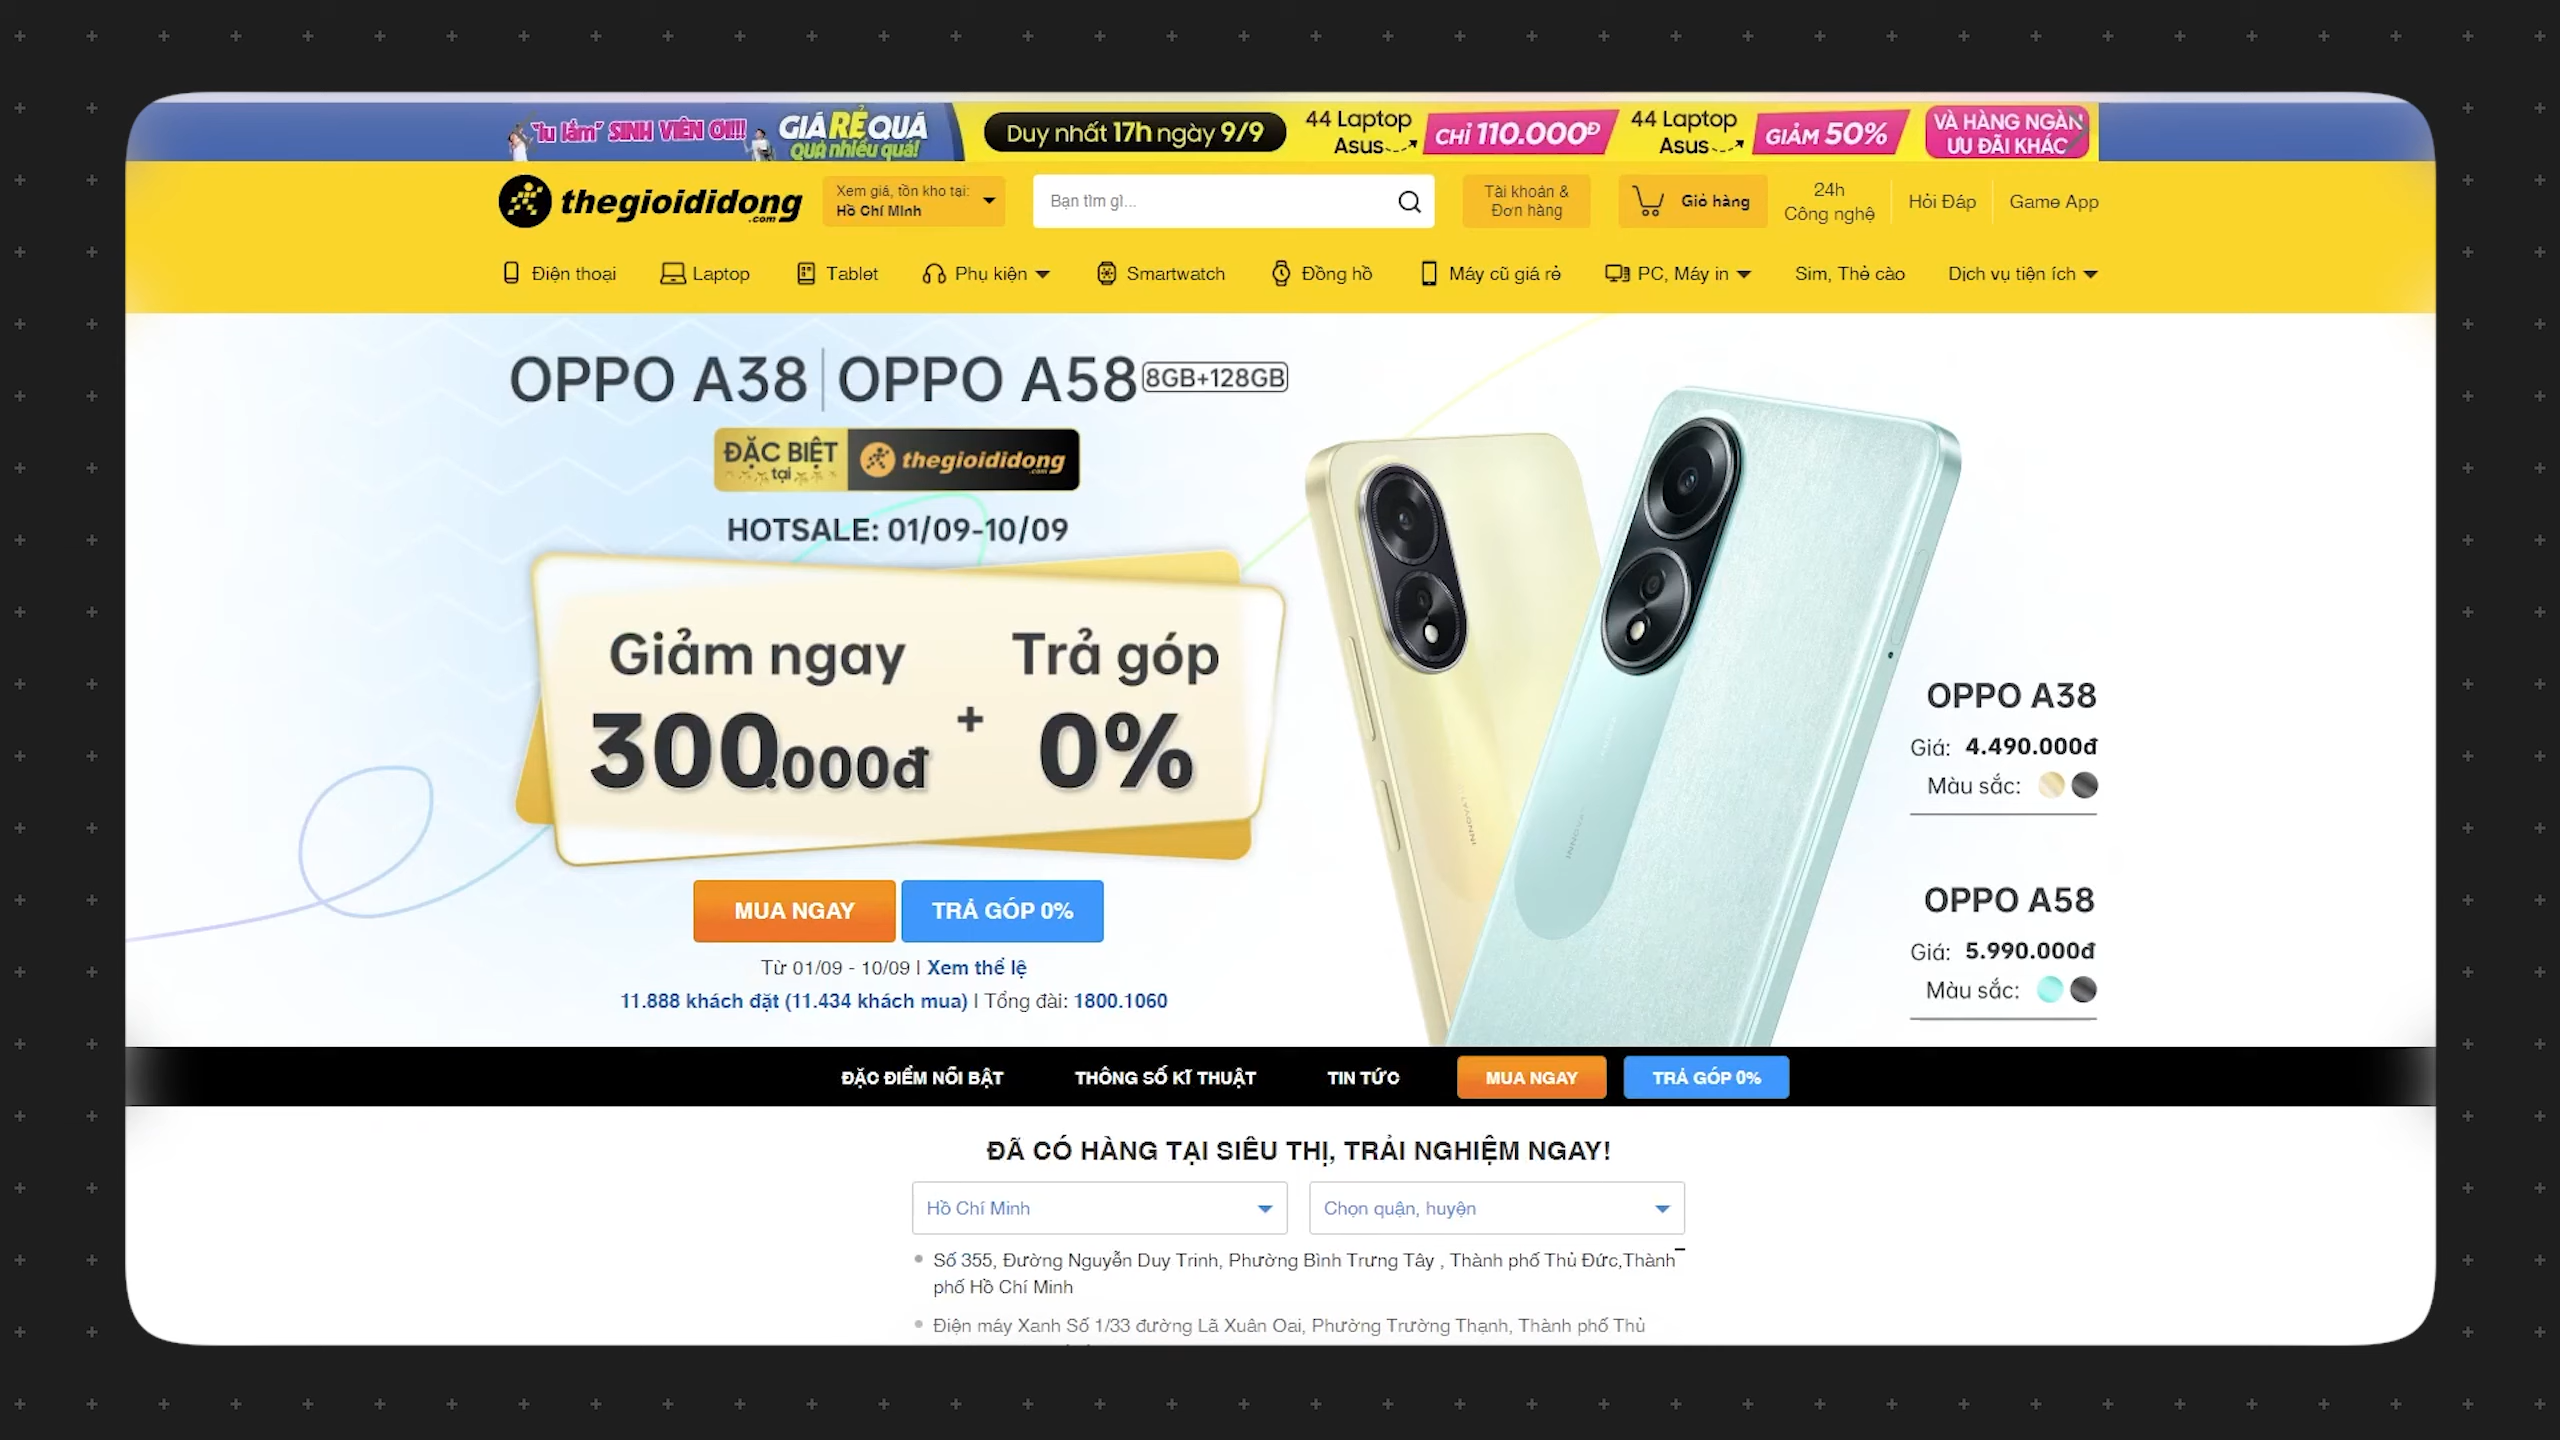 "lu lắm" SINH VIÊN ƠI!!!
GIÁ RẺ QUÁ
QUÀ nhiều quá!
Duy nhất 17h ngày 9/9
44 Laptop
Asus
CHỈ 110.000Đ
44 Laptop
Asus
GIẢM 50%
VÀ HÀNG NGÀN
ƯU ĐÃI KHÁC
thegioididong
.com
Xem giá, tồn kho tại:
Hồ Chí Minh
Bạn tìm gì...
Tài khoản &
Đơn hàng
Giỏ hàng
24h
Công nghệ
Hỏi Đáp
Game App
Điện thoại
Laptop
Tablet
Phụ kiện
Smartwatch
Đồng hồ
Máy cũ giá rẻ
PC, Máy in
Sim, Thẻ cào
Dịch vụ tiện ích
OPPO A38 | OPPO A58 8GB+128GB
ĐẶC BIỆT
tại
thegioididong
.com
HOTSALE: 01/09-10/09
Giảm ngay
300.000đ
+
Trả góp
0%
MUA NGAY
TRẢ GÓP 0%
Từ 01/09 - 10/09 | Xem thể lệ
11.888 khách đặt (11.434 khách mua) | Tổng đài: 1800.1060
OPPO A38
Giá: 4.490.000đ
Màu sắc:
OPPO A58
Giá: 5.990.000đ
Màu sắc:
ĐẶC ĐIỂM NỔI BẬT
THÔNG SỐ KĨ THUẬT
TIN TỨC
MUA NGAY
TRẢ GÓP 0%
ĐÃ CÓ HÀNG TẠI SIÊU THỊ, TRẢI NGHIỆM NGAY!
Hồ Chí Minh
Chọn quận, huyện
Số 355, Đường Nguyễn Duy Trinh, Phường Bình Trưng Tây , Thành phố Thủ Đức,Thành
phố Hồ Chí Minh
Điện máy Xanh Số 1/33 đường Lã Xuân Oai, Phường Trường Thạnh, Thành phố Thủ